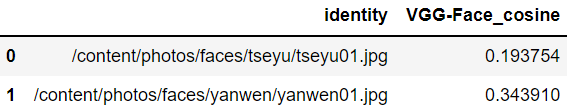 identity VGG-Face_cosine
0 /content/photos/faces/tseyu/tseyu01.jpg 0.193754
1 /content/photos/faces/yanwen/yanwen01.jpg 0.343910